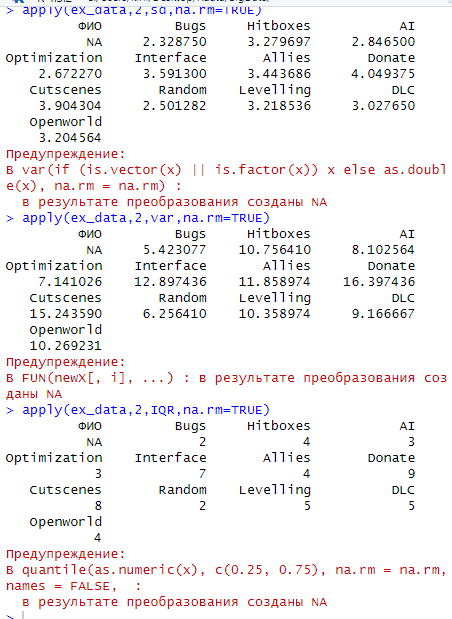 > apply(ex_data,2,sd,na.rm=TRUE)
ФИО Bugs Hitboxes AI
NA 2.328750 3.279697 2.846500
Optimization Interface Allies Donate
2.672270 3.591300 3.443686 4.049375
Cutscenes Random Levelling DLC
3.904304 2.501282 3.218536 3.027650
Openworld
3.204564
Предупреждение:
В var(if (is.vector(x) || is.factor(x)) x else as.doubl
e(x), na.rm = na.rm) :
в результате преобразования созданы NA
> apply(ex_data,2,var,na.rm=TRUE)
ФИО Bugs Hitboxes AI
NA 5.423077 10.756410 8.102564
Optimization Interface Allies Donate
7.141026 12.897436 11.858974 16.397436
Cutscenes Random Levelling DLC
15.243590 6.256410 10.358974 9.166667
Openworld
10.269231
Предупреждение:
В FUN(newX[, i], ...) : в результате преобразования соз
даны NA
> apply(ex_data,2,IQR,na.rm=TRUE)
ФИО Bugs Hitboxes AI
NA 2 4 3
Optimization Interface Allies Donate
3 7 4 9
Cutscenes Random Levelling DLC
8 2 5 5
Openworld
4
Предупреждение:
В quantile(as.numeric(x), c(0.25, 0.75), na.rm = na.rm,
names = FALSE, :
в результате преобразования созданы NA
>